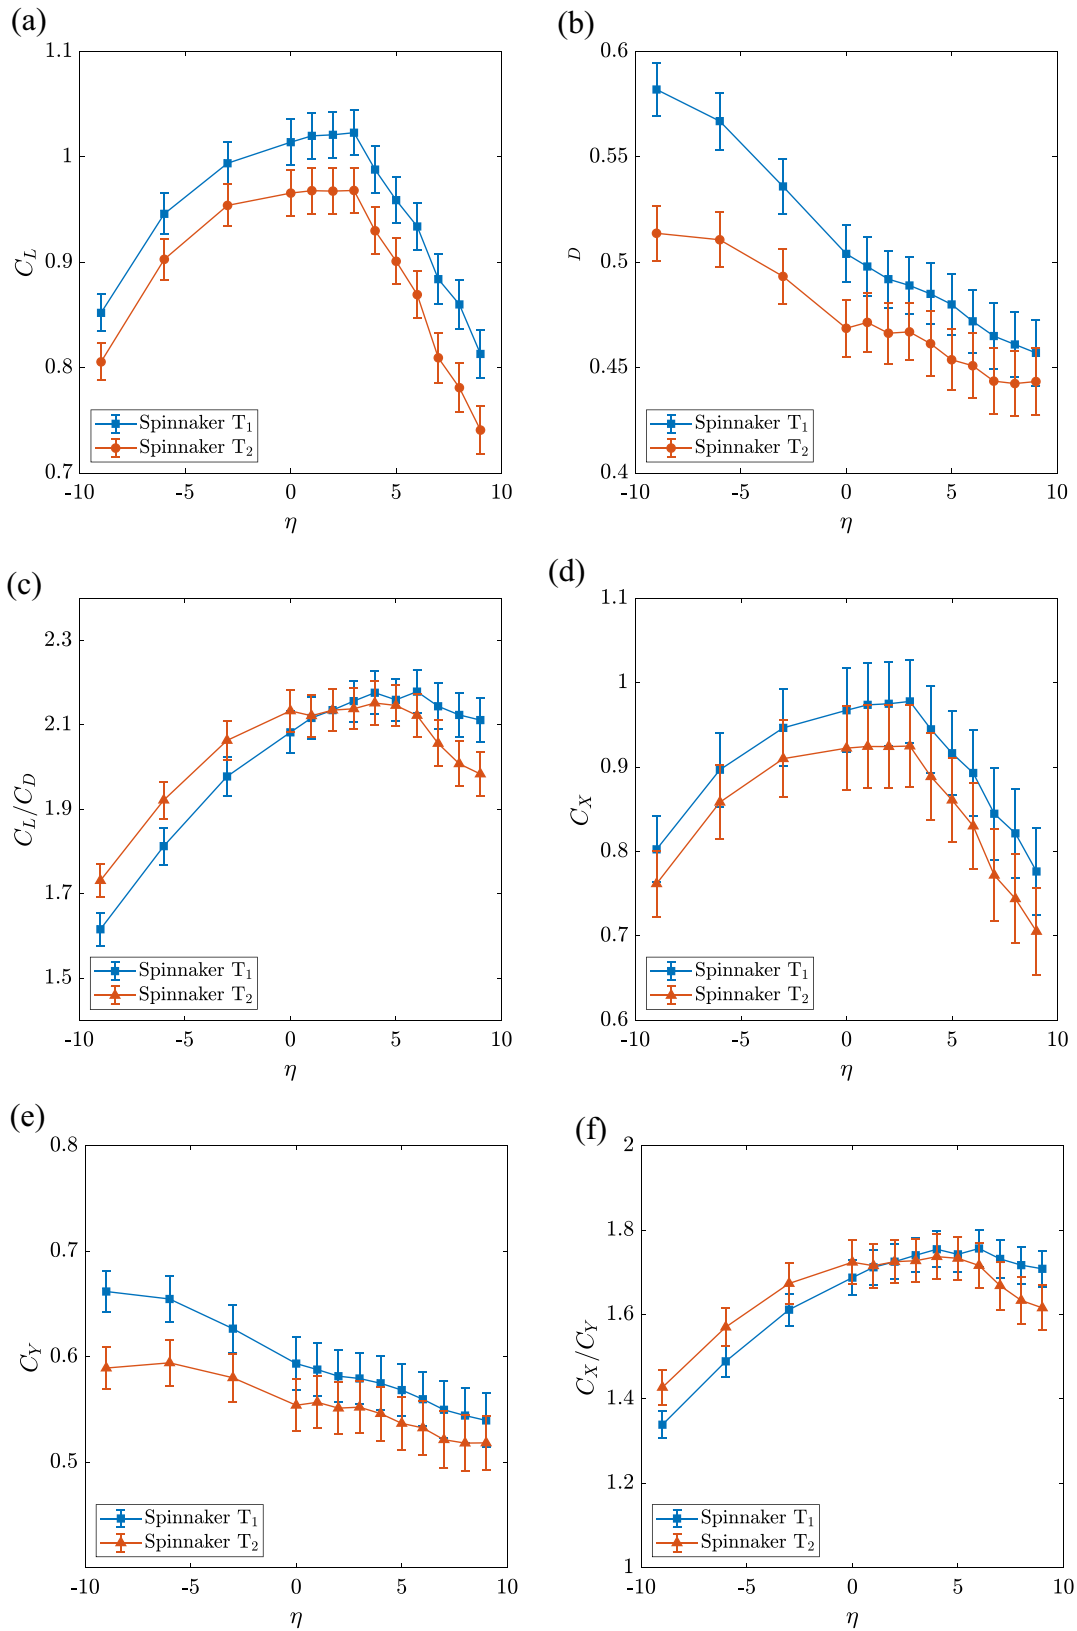 (a)
1.1
1
0.9
0.8
0.7
C_L
-10 -5 0 5 10
η
Spinnaker T₁
Spinnaker T₂
(b)
0.6
0.55
0.5
0.45
0.4
D
-10 -5 0 5 10
η
Spinnaker T₁
Spinnaker T₂
(c)
2.3
2.1
1.9
1.7
1.5
C_L/C_D
-10 -5 0 5 10
η
Spinnaker T₁
Spinnaker T₂
(d)
1.1
1
0.9
0.8
0.7
0.6
C_X
-10 -5 0 5 10
η
Spinnaker T₁
Spinnaker T₂
(e)
0.8
0.7
0.6
0.5
C_Y
-10 -5 0 5 10
η
Spinnaker T₁
Spinnaker T₂
(f)
2
1.8
1.6
1.4
1.2
1
C_X/C_Y
-10 -5 0 5 10
η
Spinnaker T₁
Spinnaker T₂